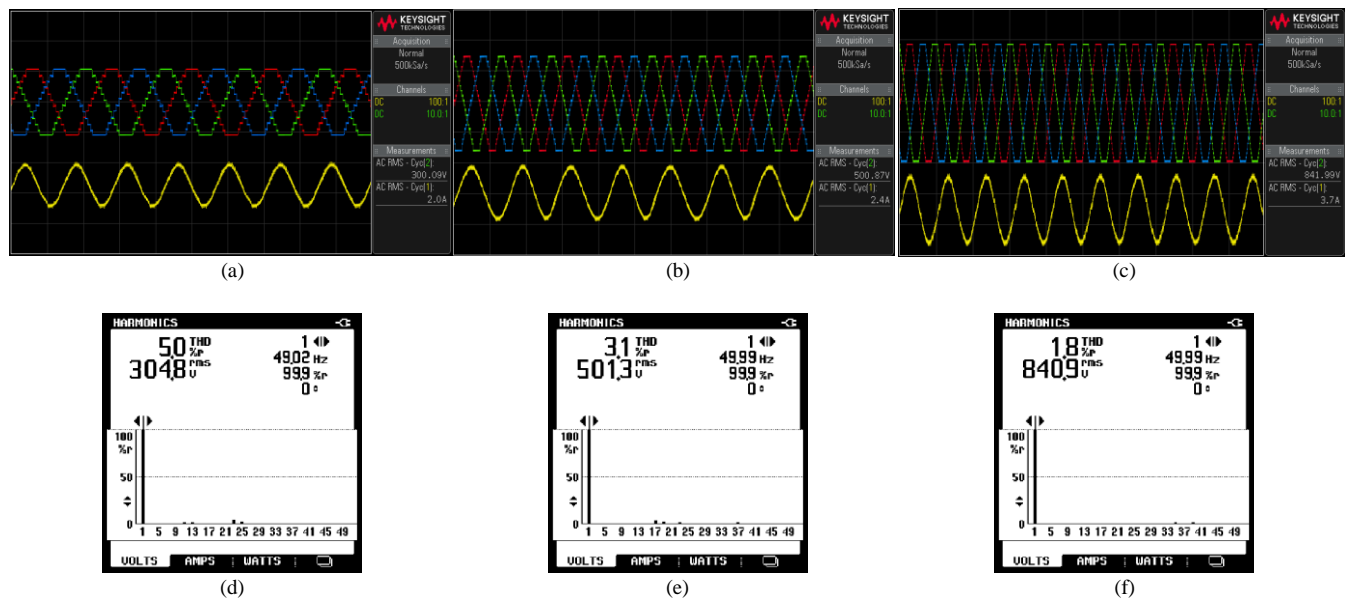 KEYSIGHT
TECHNOLOGIES
Acquisition
Normal
500kSa/s
Channels
DC 100:1
DC 10.0:1
Measurements
AC RMS - Cyc(2):
300.09V
AC RMS - Cyc(1):
2.0A
(a)
KEYSIGHT
TECHNOLOGIES
Acquisition
Normal
500kSa/s
Channels
DC 100:1
DC 10.0:1
Measurements
AC RMS - Cyc(2):
500.87V
AC RMS - Cyc(1):
2.4A
(b)
KEYSIGHT
TECHNOLOGIES
Acquisition
Normal
500kSa/s
Channels
DC 100:1
DC 10.0:1
Measurements
AC RMS - Cyc(2):
841.99V
AC RMS - Cyc(1):
3.7A
(c)
HARMONICS
5.0 THD %r
304.8 rms V
1
49.02 Hz
99.9 %r
0 °
100
%r
50
0
1 5 9 13 17 21 25 29 33 37 41 45 49
VOLTS AMPS WATTS
(d)
HARMONICS
3.1 THD %r
501.3 rms V
1
49.99 Hz
99.9 %r
0 °
100
%r
50
0
1 5 9 13 17 21 25 29 33 37 41 45 49
VOLTS AMPS WATTS
(e)
HARMONICS
1.8 THD %r
840.9 rms V
1
49.99 Hz
99.9 %r
0 °
100
%r
50
0
1 5 9 13 17 21 25 29 33 37 41 45 49
VOLTS AMPS WATTS
(f)